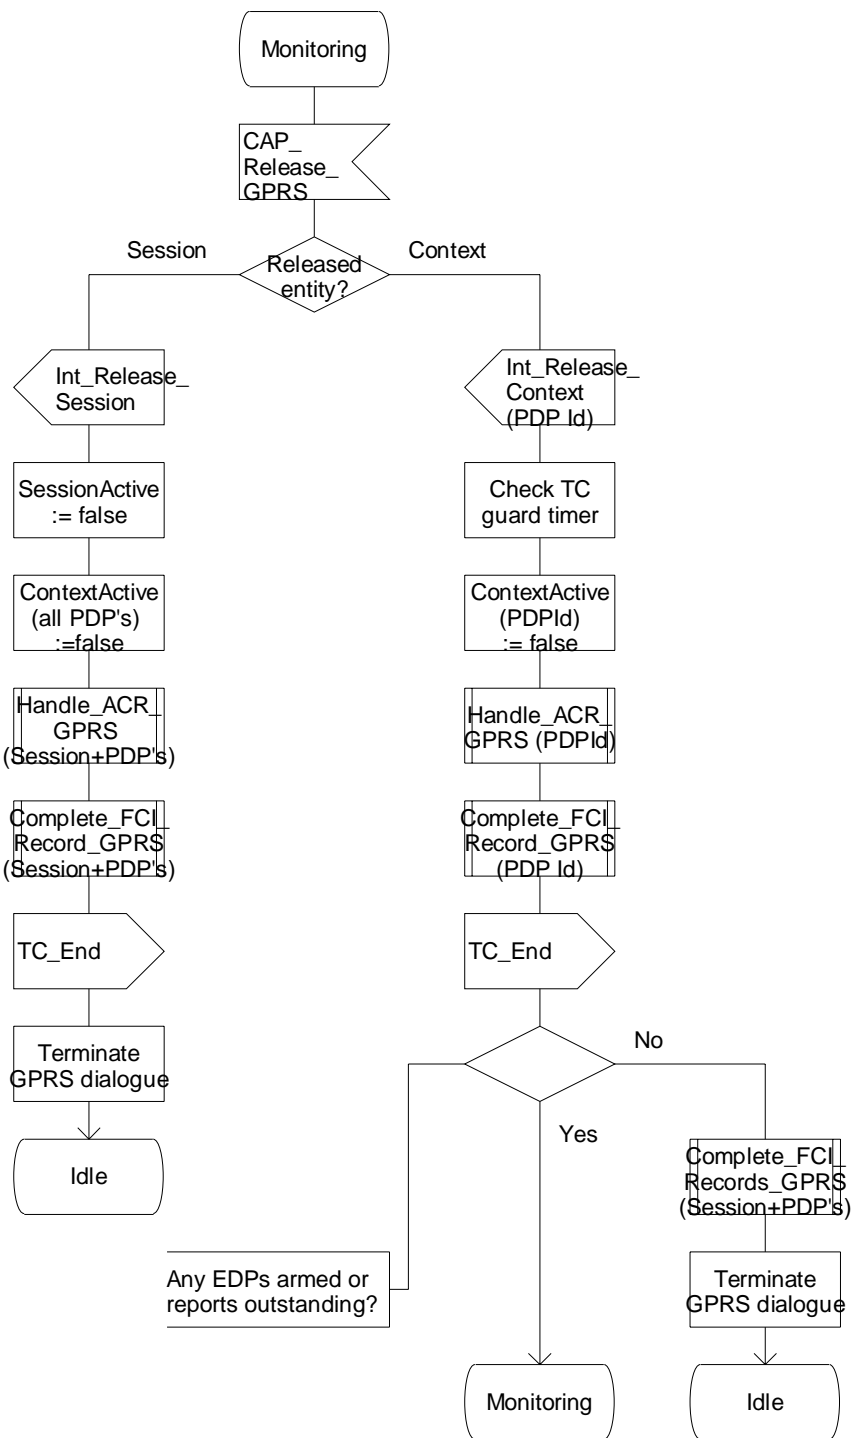 Monitoring
CAP_
Release_
GPRS
Session
Released
entity?
Context
Int_Release_
Session
SessionActive
:= false
ContextActive
(all PDP's)
:=false
Handle_ACR_
GPRS
(Session+PDP's)
Complete_FCI_
Record_GPRS
(Session+PDP's)
TC_End
Terminate
GPRS dialogue
Idle
Int_Release_
Context
(PDP Id)
Check TC
guard timer
ContextActive
(PDPId)
:= false
Handle_ACR_
GPRS (PDPId)
Complete_FCI_
Record_GPRS
(PDP Id)
TC_End
No
Yes
Any EDPs armed or
reports outstanding?
Monitoring
Complete_FCI_
Records_GPRS
(Session+PDP's)
Terminate
GPRS dialogue
Idle